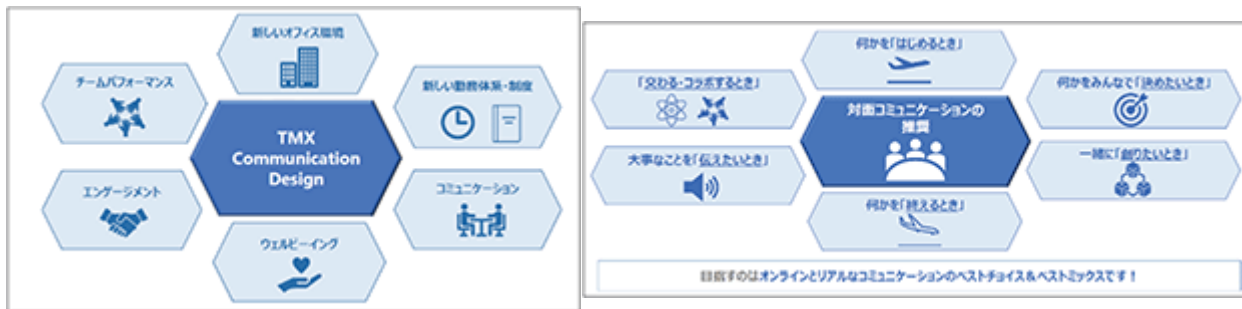 新しいオフィス環境
チームパフォーマンス
新しい勤務体系・制度
TMX
Communication
Design
エンゲージメント
コミュニケーション
ウェルビーイング
何かを「はじめるとき」
「交わる・コラボするとき」
何かをみんなで「決めたいとき」
対面コミュニケーションの
推奨
大事なことを「伝えたいとき」
一緒に「創りたいとき」
何かを「終えるとき」
目指すのはオンラインとリアルなコミュニケーションのベストチョイス&ベストミックスです！